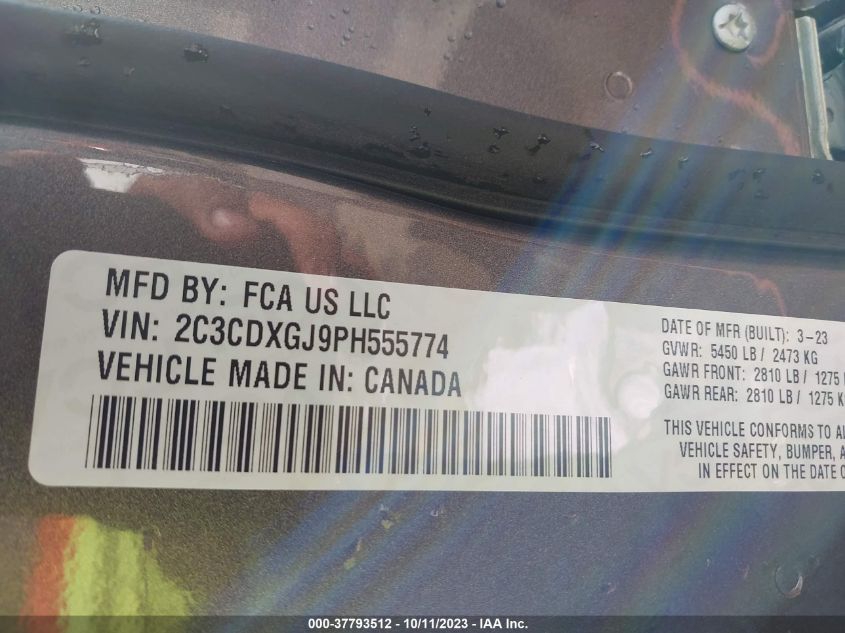 MFD BY: FCA US LLC
VIN: 2C3CDXGJ9PH555774
VEHICLE MADE IN: CANADA
DATE OF MFR (BUILT): 3-23
GVWR: 5450 LB / 2473 KG
GAWR FRONT: 2810 LB / 1275
GAWR REAR: 2810 LB / 1275 K
THIS VEHICLE CONFORMS TO
VEHICLE SAFETY, BUMPER,
IN EFFECT ON THE DATE
000-37793512 - 10/11/2023 - IAA Inc.